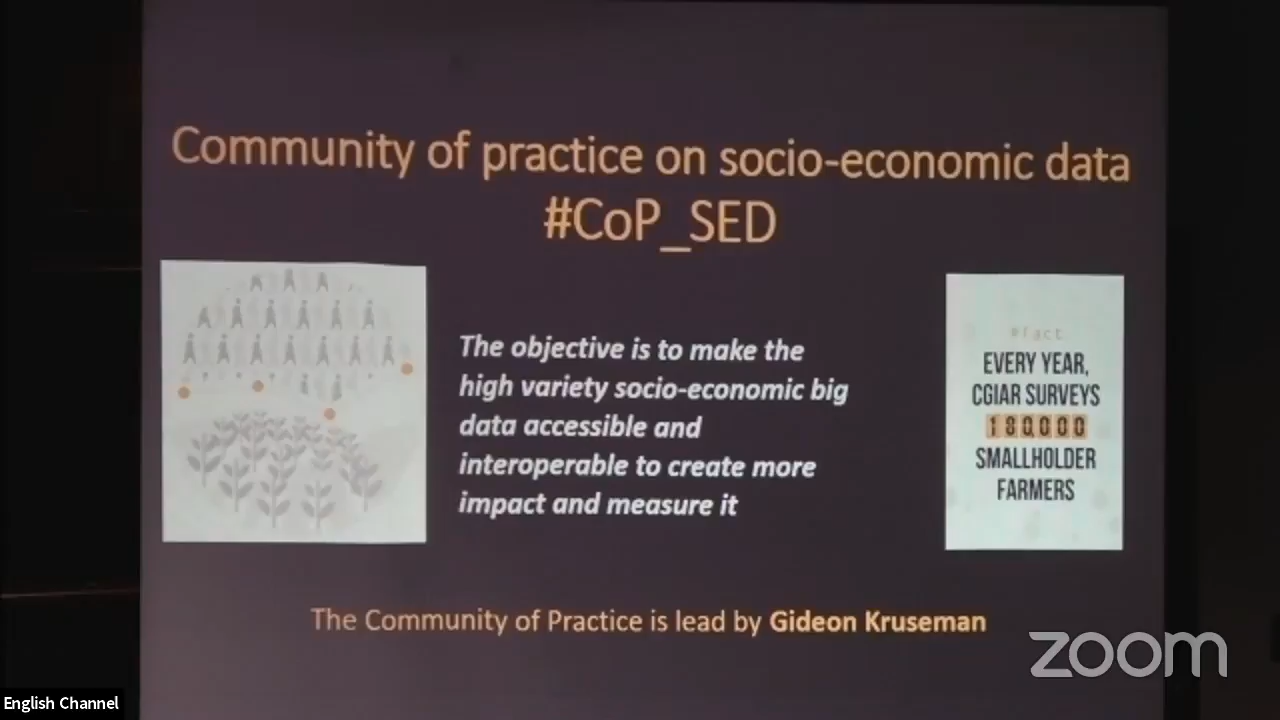 Community of practice on socio-economic data
#CoP_SED
The objective is to make the
high variety socio-economic big
data accessible and
interoperable to create more
impact and measure it
#fact
EVERY YEAR,
CGIAR SURVEYS
180,000
SMALLHOLDER
FARMERS
The Community of Practice is lead by Gideon Kruseman
zoom
English Channel